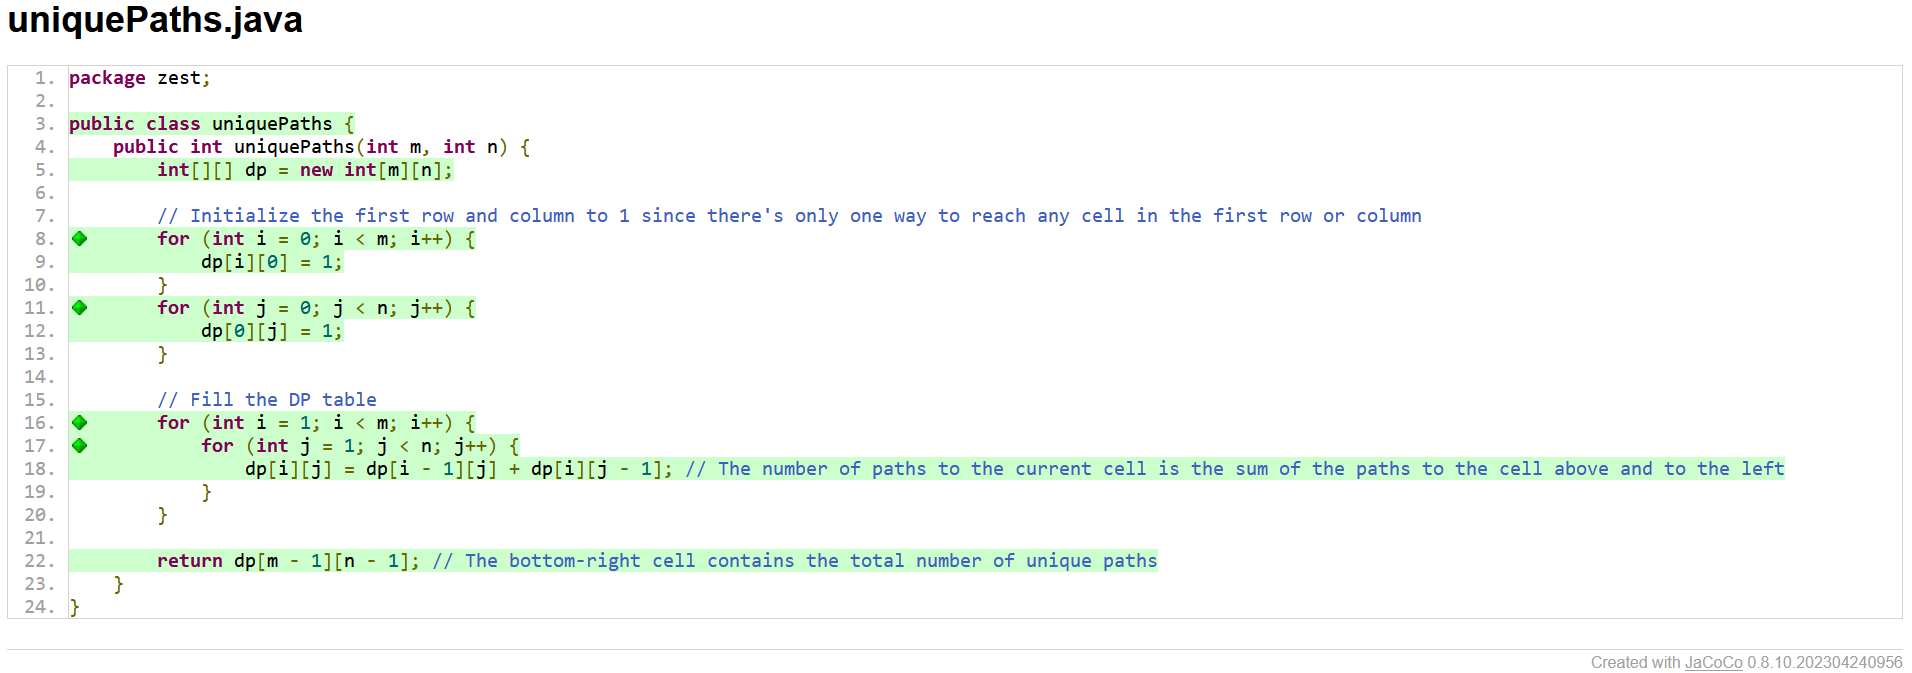 uniquePaths.java
1. package zest;
2.
3. public class uniquePaths {
4.     public int uniquePaths(int m, int n) {
5.         int[][] dp = new int[m][n];
6.
7.         // Initialize the first row and column to 1 since there's only one way to reach any cell in the first row or column
8.         for (int i = 0; i < m; i++) {
9.             dp[i][0] = 1;
10.         }
11.         for (int j = 0; j < n; j++) {
12.             dp[0][j] = 1;
13.         }
14.
15.         // Fill the DP table
16.         for (int i = 1; i < m; i++) {
17.             for (int j = 1; j < n; j++) {
18.                 dp[i][j] = dp[i - 1][j] + dp[i][j - 1]; // The number of paths to the current cell is the sum of the paths to the cell above and to the left
19.             }
20.         }
21.
22.         return dp[m - 1][n - 1]; // The bottom-right cell contains the total number of unique paths
23.     }
24. }
Created with JaCoCo 0.8.10.202304240956